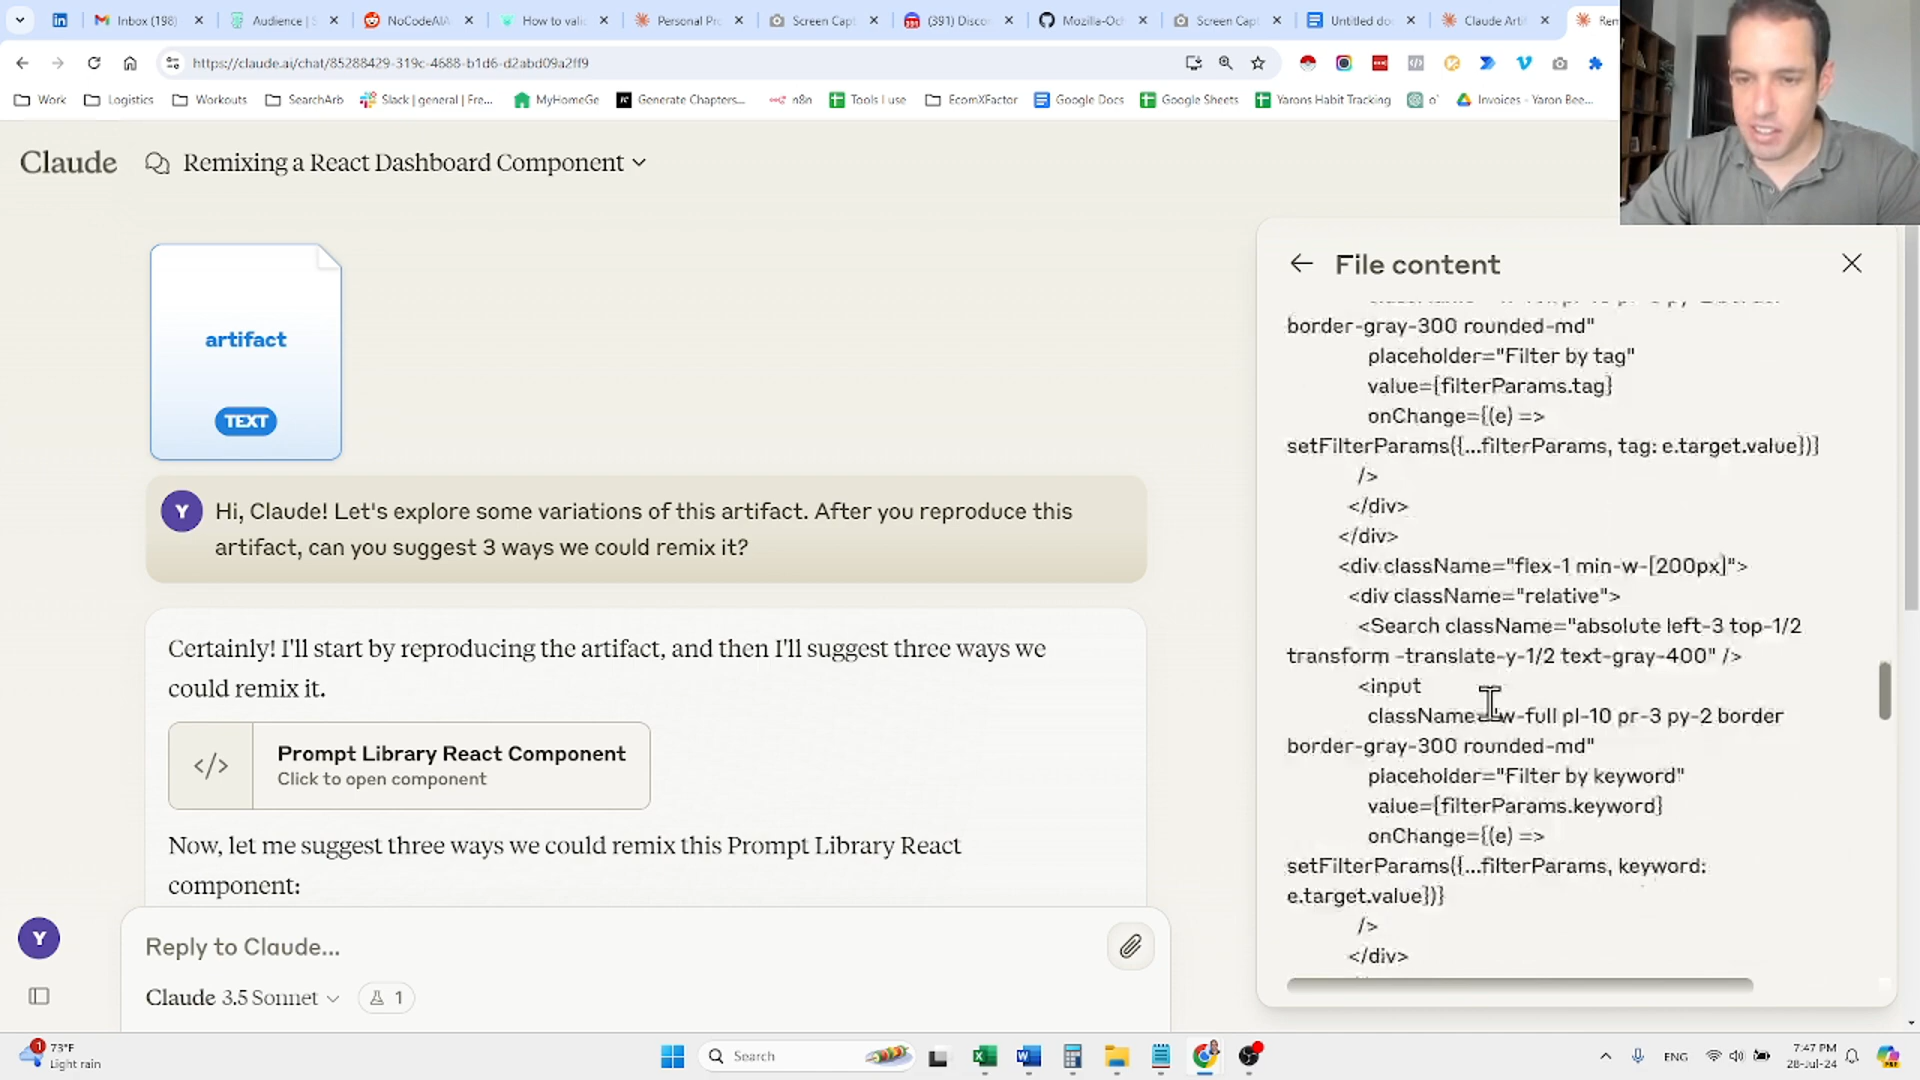 Inbox (198)
Audience | S
NoCodeAIA
How to valid
Personal Pro
Screen Capt
(391) Disco
Mozilla-Och
Screen Capt
Untitled do
Claude Arti
Rem
https://claude.ai/chat/85288429-319c-4688-b1d6-d2abd09a2ff9
Work
Logistics
Workouts
SearchArb
Slack | general | Fre...
MyHomeGe
Generate Chapters...
n8n
Tools I use
EcomXFactor
Google Docs
Google Sheets
Yarons Habit Tracking
Invoices - Yaron Bee...
Claude
Remixing a React Dashboard Component
artifact
TEXT
Y
Hi, Claude! Let's explore some variations of this artifact. After you reproduce this
artifact, can you suggest 3 ways we could remix it?
Certainly! I'll start by reproducing the artifact, and then I'll suggest three ways we
could remix it.
</>
Prompt Library React Component
Click to open component
Now, let me suggest three ways we could remix this Prompt Library React
component:
Y
Reply to Claude...
Claude 3.5 Sonnet
1
File content
border-gray-300 rounded-md"
placeholder="Filter by tag"
value={filterParams.tag}
onChange={(e) =>
setFilterParams({...filterParams, tag: e.target.value})}
/>
</div>
</div>
<div className="flex-1 min-w-[200px]">
<div className="relative">
<Search className="absolute left-3 top-1/2
transform -translate-y-1/2 text-gray-400" />
<input
className="w-full pl-10 pr-3 py-2 border
border-gray-300 rounded-md"
placeholder="Filter by keyword"
value={filterParams.keyword}
onChange={(e) =>
setFilterParams({...filterParams, keyword:
e.target.value})}
/>
</div>
1
73°F
Light rain
Search
ENG
7:47 PM
28-Jul-24